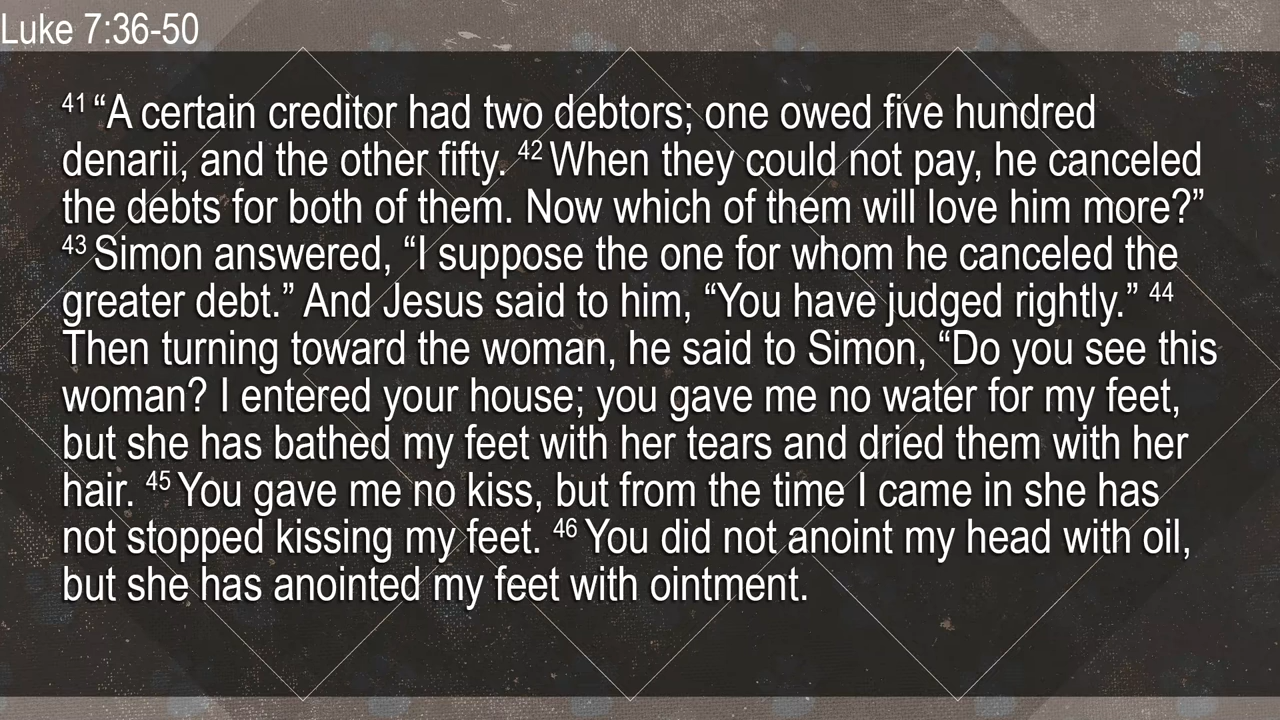 Luke 7:36-50
41 “A certain creditor had two debtors; one owed five hundred
denarii, and the other fifty. 42 When they could not pay, he canceled
the debts for both of them. Now which of them will love him more?”
43 Simon answered, “I suppose the one for whom he canceled the
greater debt.” And Jesus said to him, “You have judged rightly.” 44
Then turning toward the woman, he said to Simon, “Do you see this
woman? I entered your house; you gave me no water for my feet,
but she has bathed my feet with her tears and dried them with her
hair. 45 You gave me no kiss, but from the time I came in she has
not stopped kissing my feet. 46 You did not anoint my head with oil,
but she has anointed my feet with ointment.